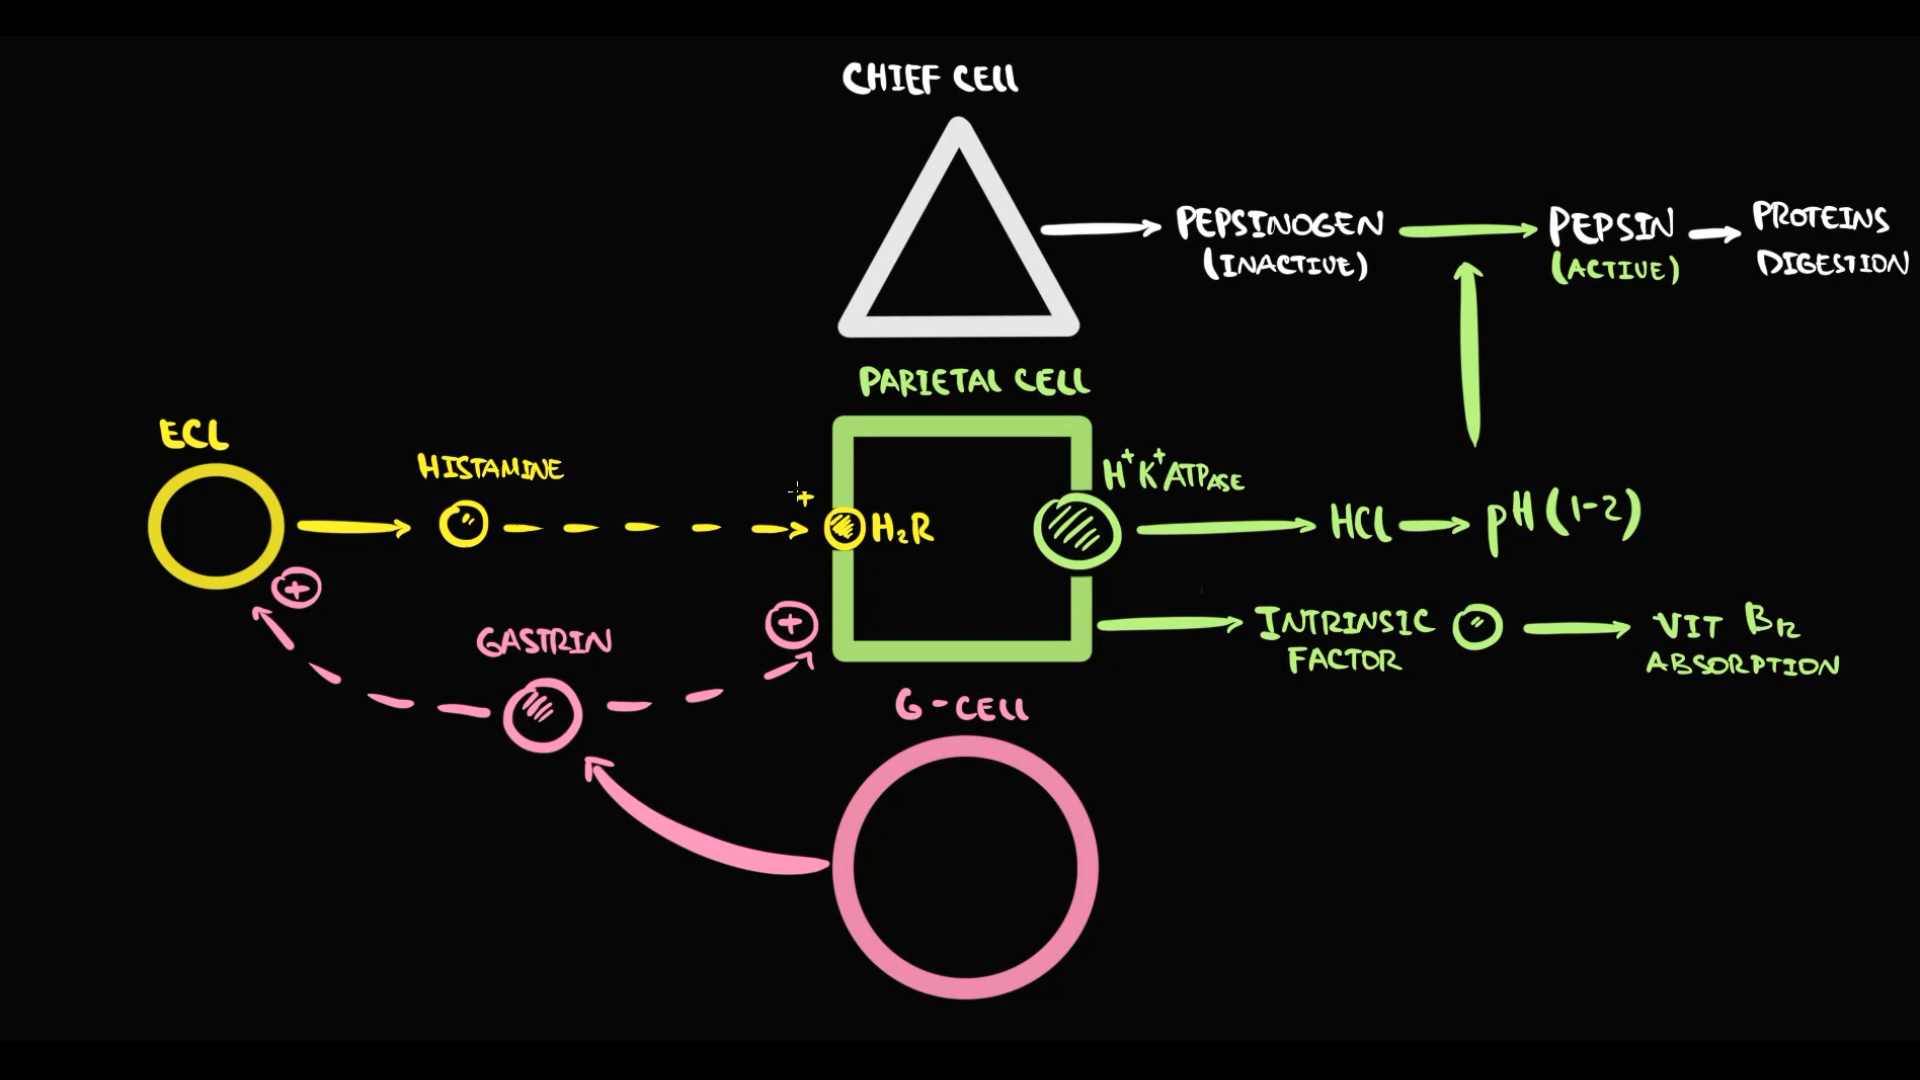 CHIEF CELL
PEPSINOGEN
(INACTIVE)
PEPSIN
(ACTIVE)
PROTEINS
DIGESTION
PARIETAL CELL
ECL
HISTAMINE
+
H₂R
H⁺K⁺ATPASE
HCl
pH (1-2)
+
GASTRIN
+
INTRINSIC
FACTOR
VIT B12
ABSORPTION
G-CELL